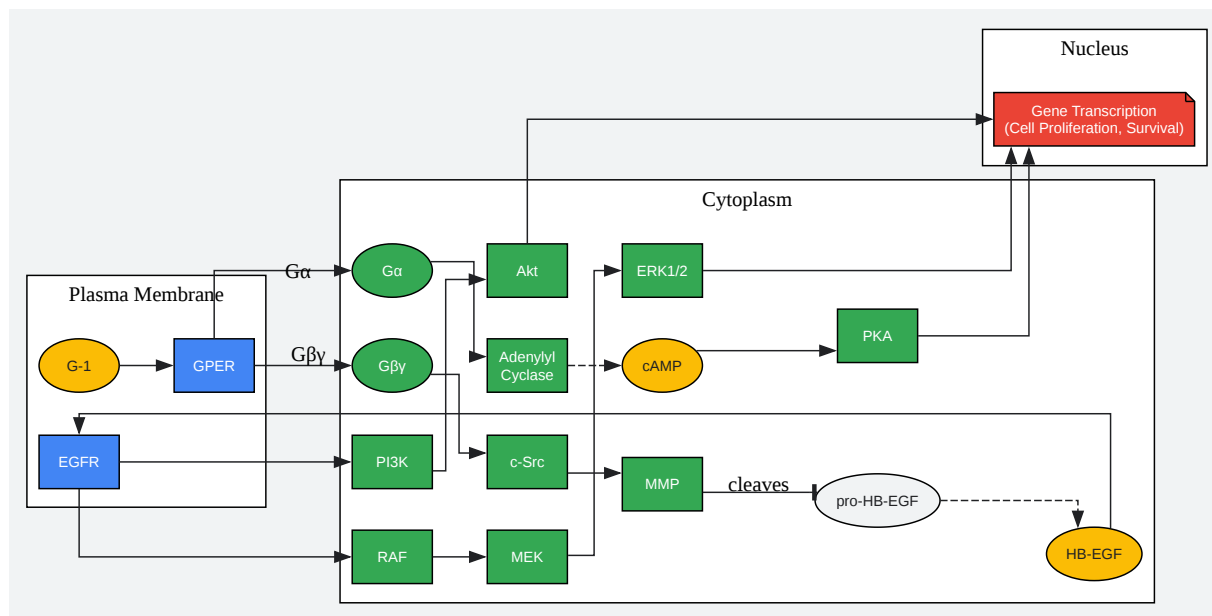 Nucleus
Gene Transcription
(Cell Proliferation, Survival)
Cytoplasm
Gα
Gα
Akt
ERK1/2
Plasma Membrane
PKA
G-1
GPER
Gβγ
Gβγ
Adenylyl
Cyclase
cAMP
EGFR
PI3K
c-Src
MMP
cleaves
pro-HB-EGF
RAF
MEK
HB-EGF